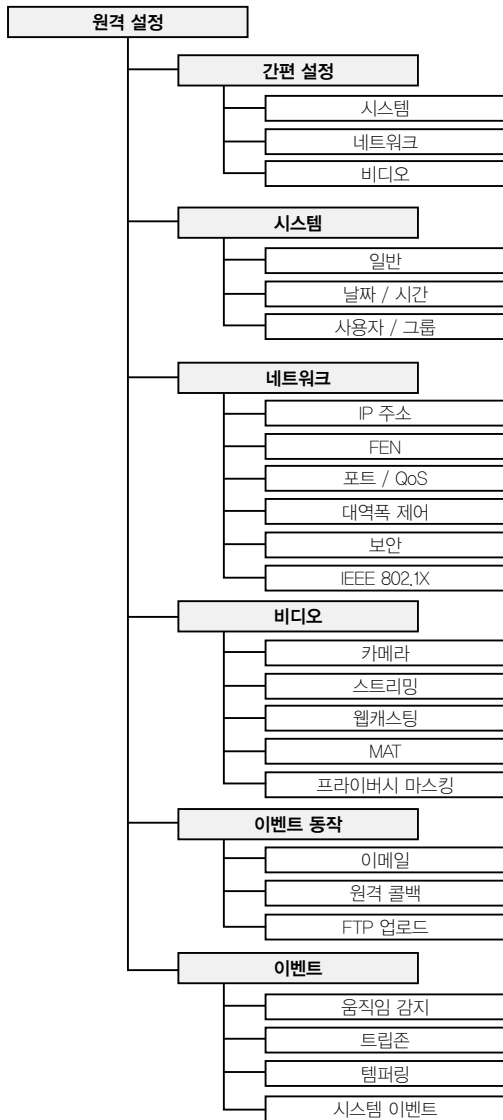 원격 설정
간편 설정
시스템
네트워크
비디오
시스템
일반
날짜 / 시간
사용자 / 그룹
네트워크
IP 주소
FEN
포트 / QoS
대역폭 제어
보안
IEEE 802.1X
비디오
카메라
스트리밍
웹캐스팅
MAT
프라이버시 마스킹
이벤트 동작
이메일
원격 콜백
FTP 업로드
이벤트
움직임 감지
트립존
템퍼링
시스템 이벤트